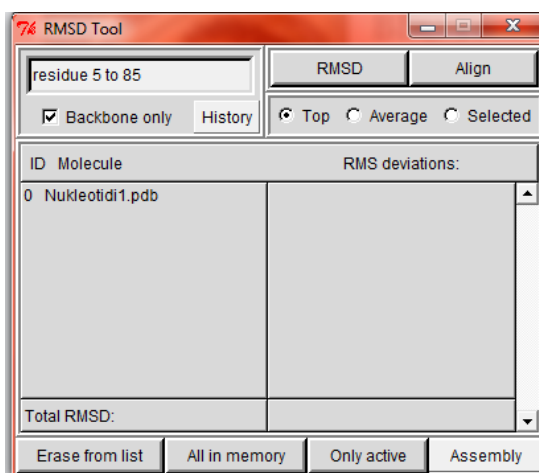 RMSD Tool
residue 5 to 85
RMSD Align
Backbone only History
Top Average Selected
ID Molecule RMS deviations:
0 Nukleotidi1.pdb
Total RMSD:
Erase from list All in memory Only active Assembly